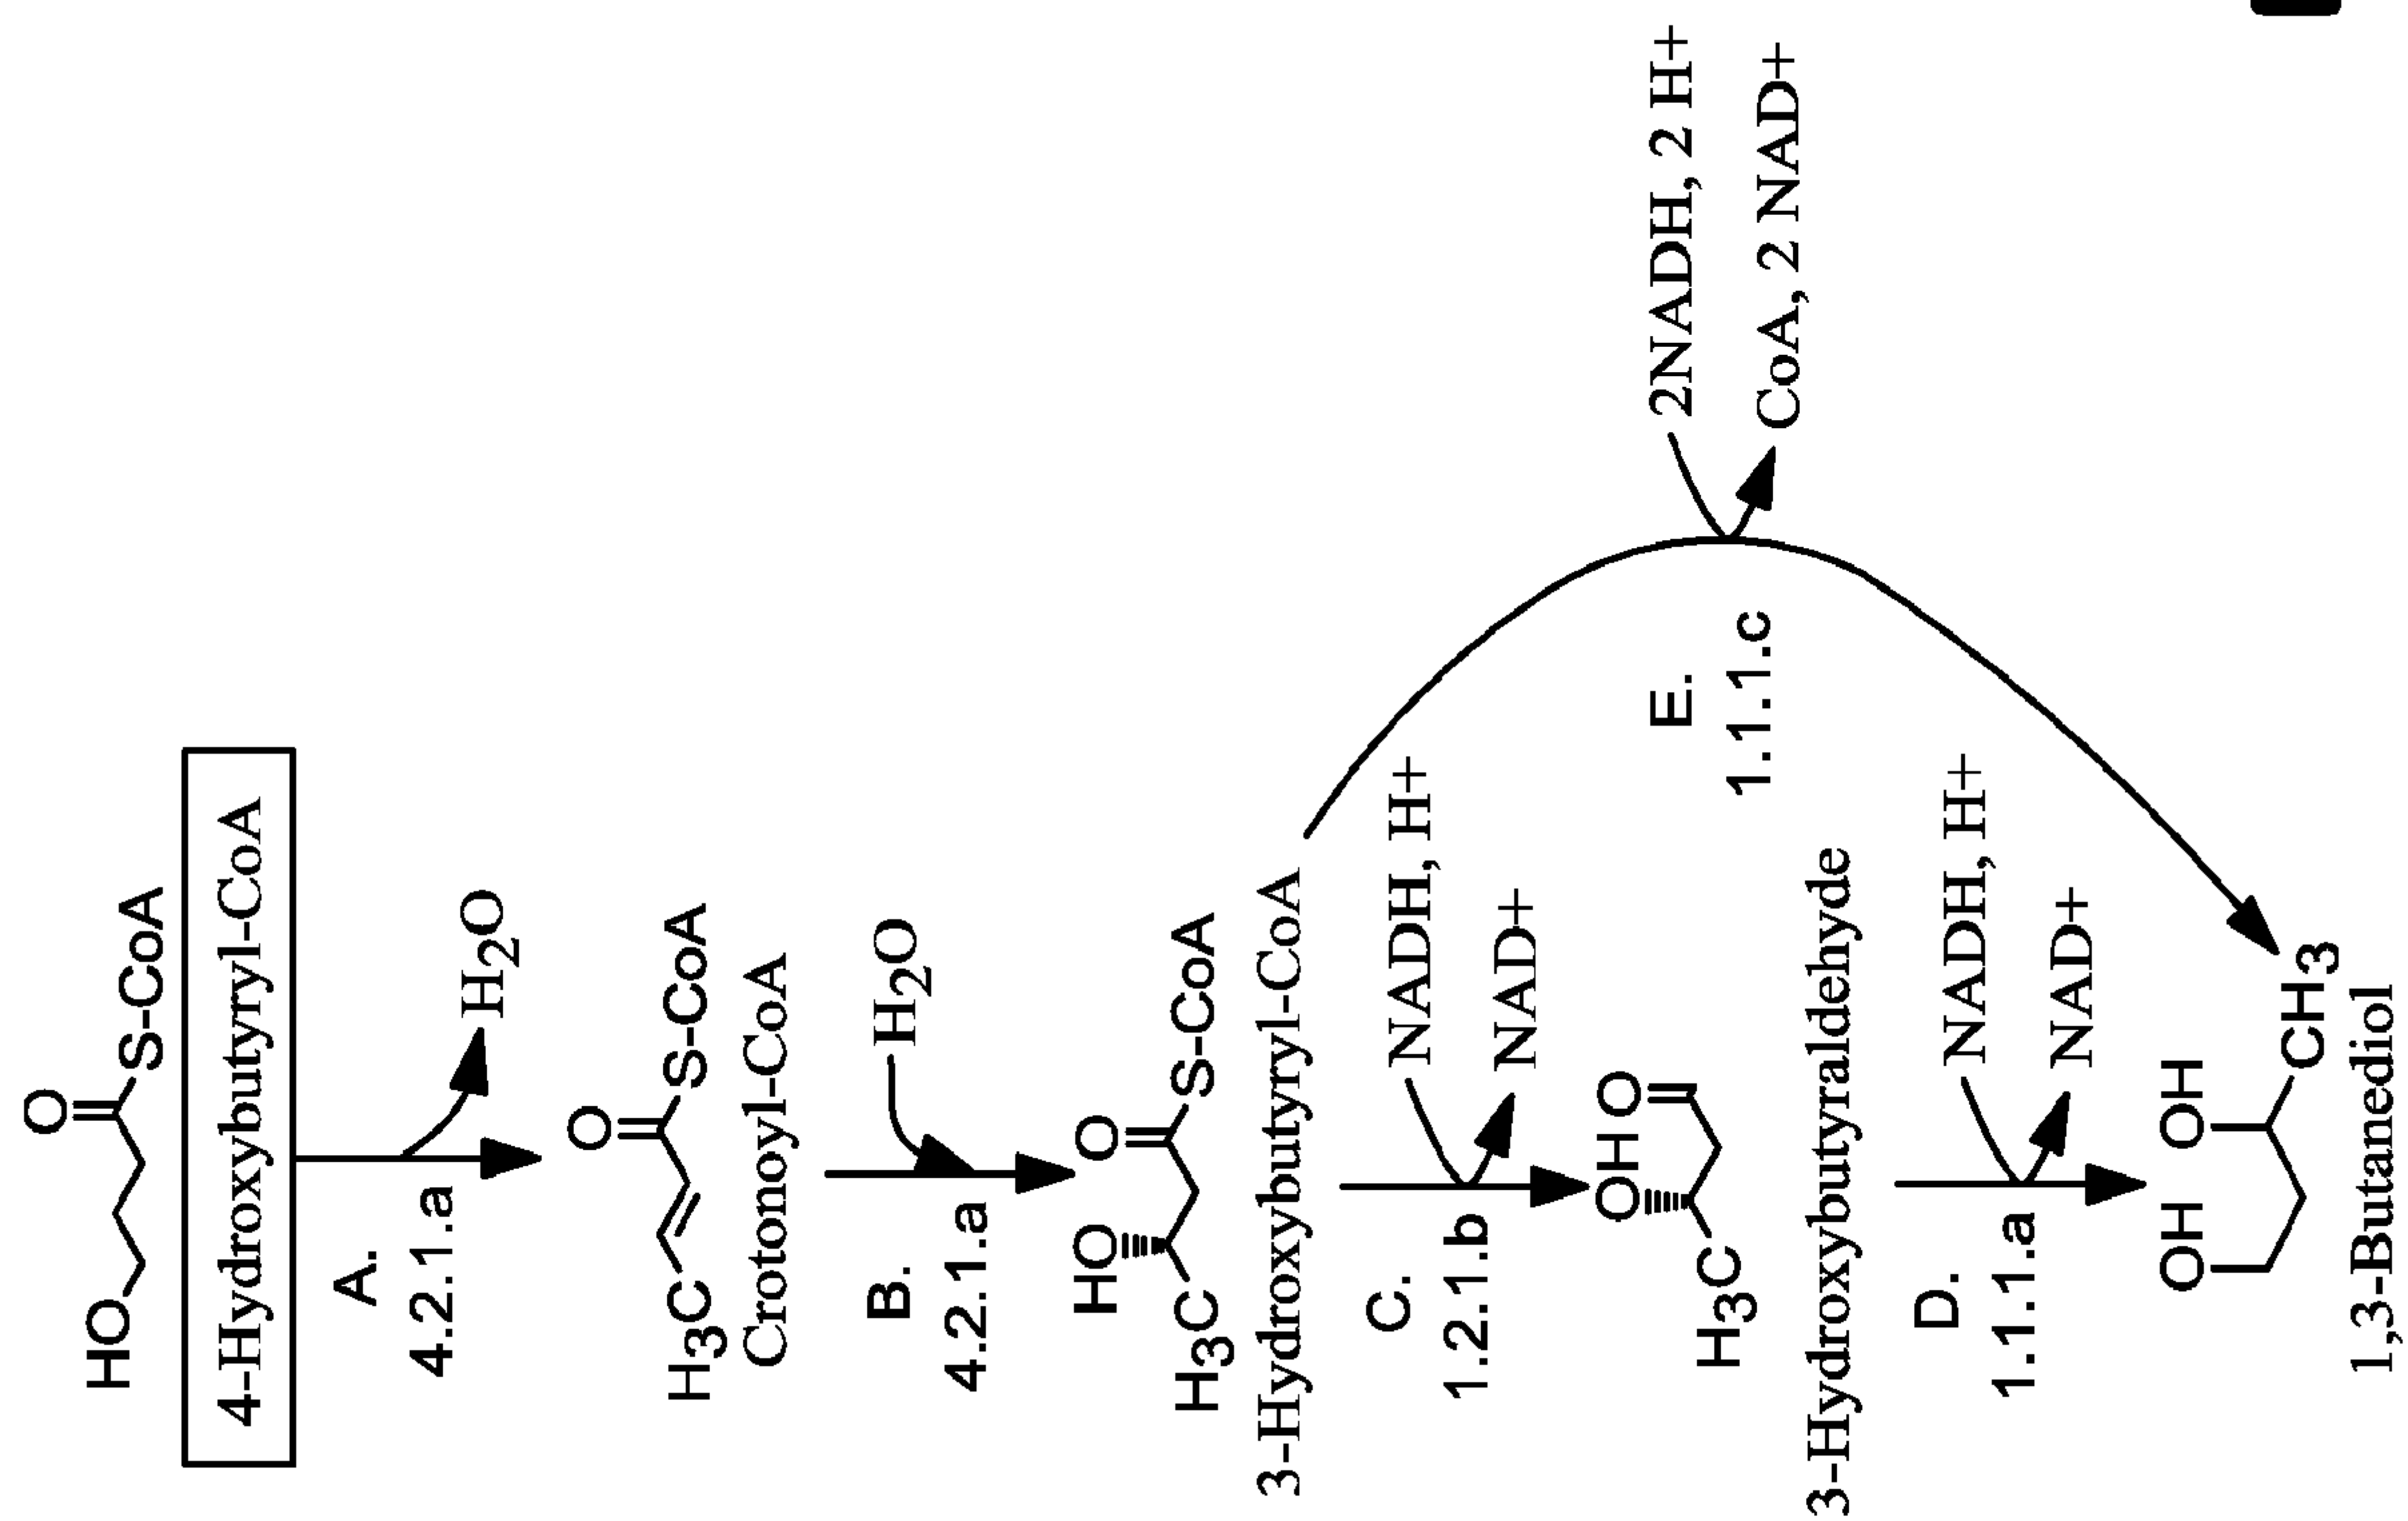 HO
O
S-CoA
4-Hydroxybutyryl-CoA
A.
4.2.1.a
H2O
O
H3C
S-CoA
Crotonoyl-CoA
B.
4.2.1.a
H2O
HO
O
H3C
S-CoA
3-Hydroxybutyryl-CoA
C.
1.2.1.b
NADH, H+
NAD+
OH O
H3C
3-Hydroxybutyraldehyde
D.
1.1.1.a
NADH, H+
NAD+
OH OH
CH3
1,3-Butanediol
E.
1.1.1.c
2NADH, 2 H+
CoA, 2 NAD+